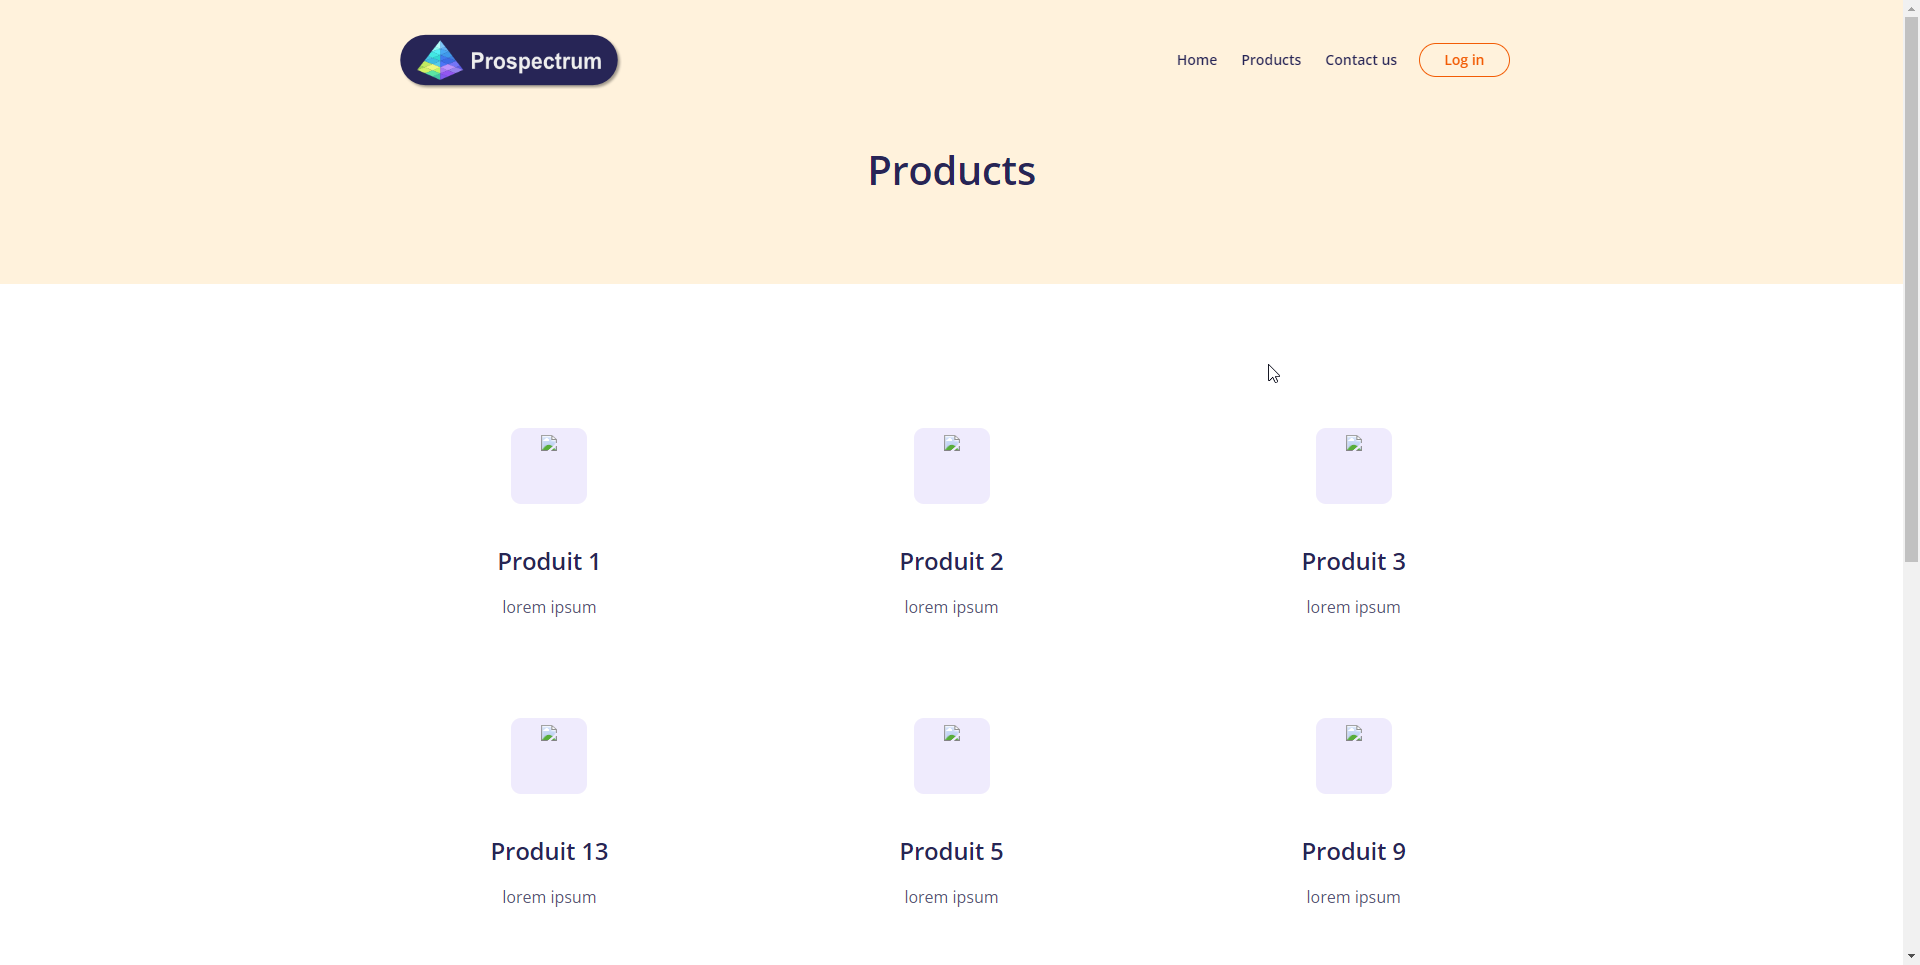 Prospectrum
Home Products Contact us Log in
Products
Produit 1 Produit 2 Produit 3
lorem ipsum lorem ipsum lorem ipsum
Produit 13 Produit 5 Produit 9
lorem ipsum lorem ipsum lorem ipsum